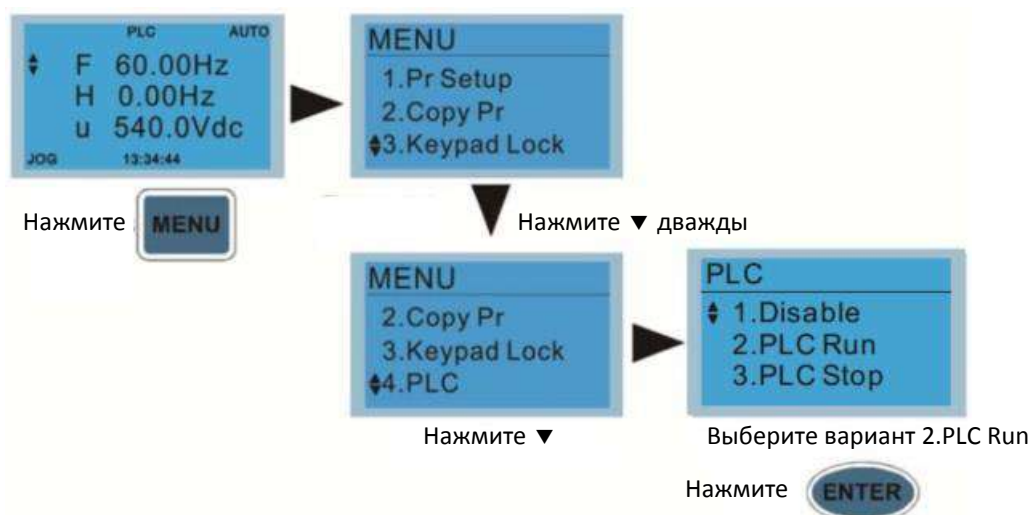 PLC AUTO
F 60.00Hz
H 0.00Hz
u 540.0Vdc
JOG 13:34:44
Нажмите MENU
MENU
1.Pr Setup
2.Copy Pr
3.Keypad Lock
Нажмите ▼ дважды
MENU
2.Copy Pr
3.Keypad Lock
4.PLC
Нажмите ▼
PLC
1.Disable
2.PLC Run
3.PLC Stop
Выберите вариант 2.PLC Run
Нажмите ENTER